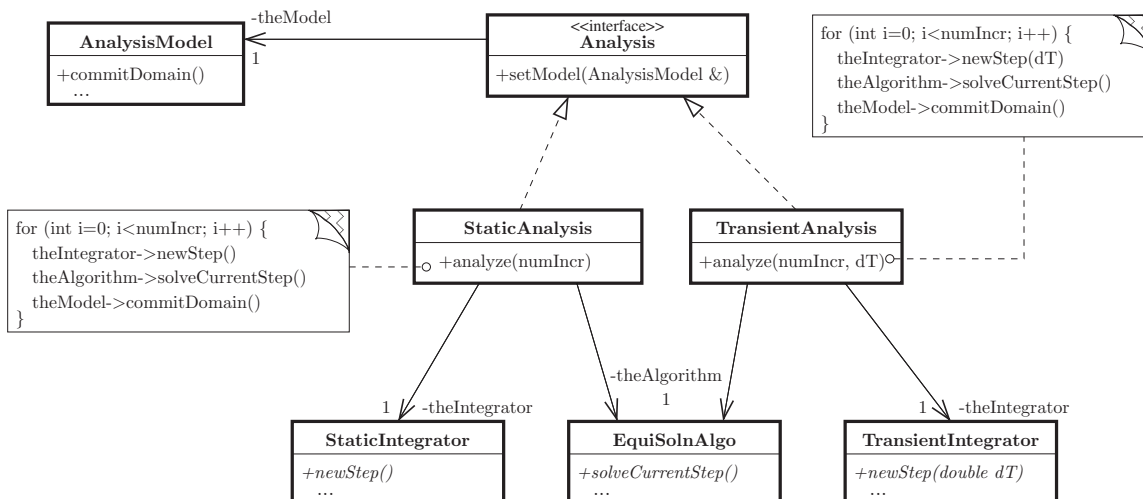 -theModel
1
AnalysisModel
+commitDomain()
...
<<interface>>
Analysis
+setModel(AnalysisModel &)
for (int i=0; i<numIncr; i++) {
theIntegrator->newStep(dT)
theAlgorithm->solveCurrentStep()
theModel->commitDomain()
}
for (int i=0; i<numIncr; i++) {
theIntegrator->newStep()
theAlgorithm->solveCurrentStep()
theModel->commitDomain()
}
StaticAnalysis
+analyze(numIncr)
TransientAnalysis
+analyze(numIncr, dT)
1
-theIntegrator
-theAlgorithm
1
1
-theIntegrator
StaticIntegrator
+newStep()
...
EquiSolnAlgo
+solveCurrentStep()
...
TransientIntegrator
+newStep(double dT)
...